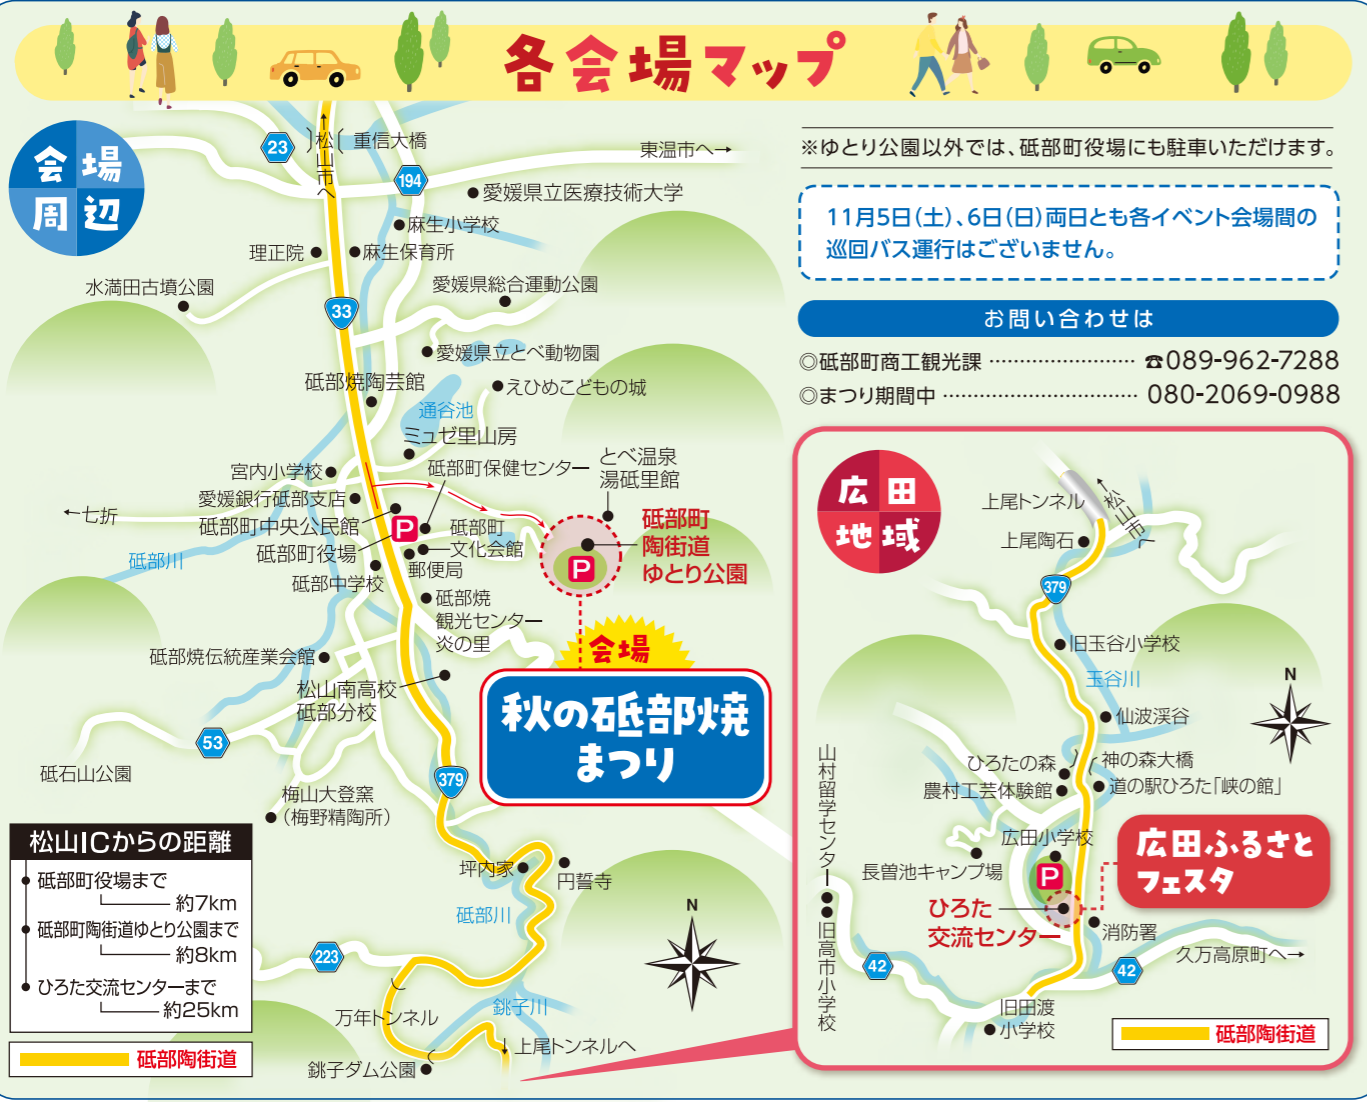 各会場マップ
会場
周辺
23
松山市へ
重信大橋
東温市へ→
194
愛媛県立医療技術大学
麻生小学校
理正院
麻生保育所
水満田古墳公園
愛媛県総合運動公園
33
愛媛県立とべ動物園
砥部焼陶芸館
えひめこどもの城
通谷池
ミュゼ里山房
宮内小学校
砥部町保健センター
とべ温泉
湯砥里館
愛媛銀行砥部支店
←七折
砥部町中央公民館
P
砥部町
文化会館
砥部町
陶街道
ゆとり公園
P
砥部川
砥部町役場
郵便局
砥部中学校
砥部焼
観光センター
炎の里
会場
秋の砥部焼
まつり
砥部焼伝統産業会館
松山南高校
砥部分校
53
砥石山公園
379
梅山大登窯
(梅野精陶所)
坪内家
円誓寺
砥部川
N
223
万年トンネル
銚子川
↓上尾トンネルへ
銚子ダム公園
松山ICからの距離
砥部町役場まで
約7km
砥部町陶街道ゆとり公園まで
約8km
ひろた交流センターまで
約25km
砥部陶街道
※ゆとり公園以外では、砥部町役場にも駐車いただけます。
11月5日(土)、6日(日)両日とも各イベント会場間の
巡回バス運行はございません。
お問い合わせは
◎砥部町商工観光課 ……………………… ☎089-962-7288
◎まつり期間中 ……………………………… 080-2069-0988
広田
地域
上尾トンネル
松山市へ
上尾陶石
379
旧玉谷小学校
玉谷川
N
仙波渓谷
ひろたの森
神の森大橋
農村工芸体験館
道の駅ひろた「峡の館」
山村留学センター
広田小学校
長曽池キャンプ場
P
広田ふるさと
フェスタ
ひろた
交流センター
消防署
旧高市小学校
42
42
久万高原町へ→
旧田渡
小学校
砥部陶街道